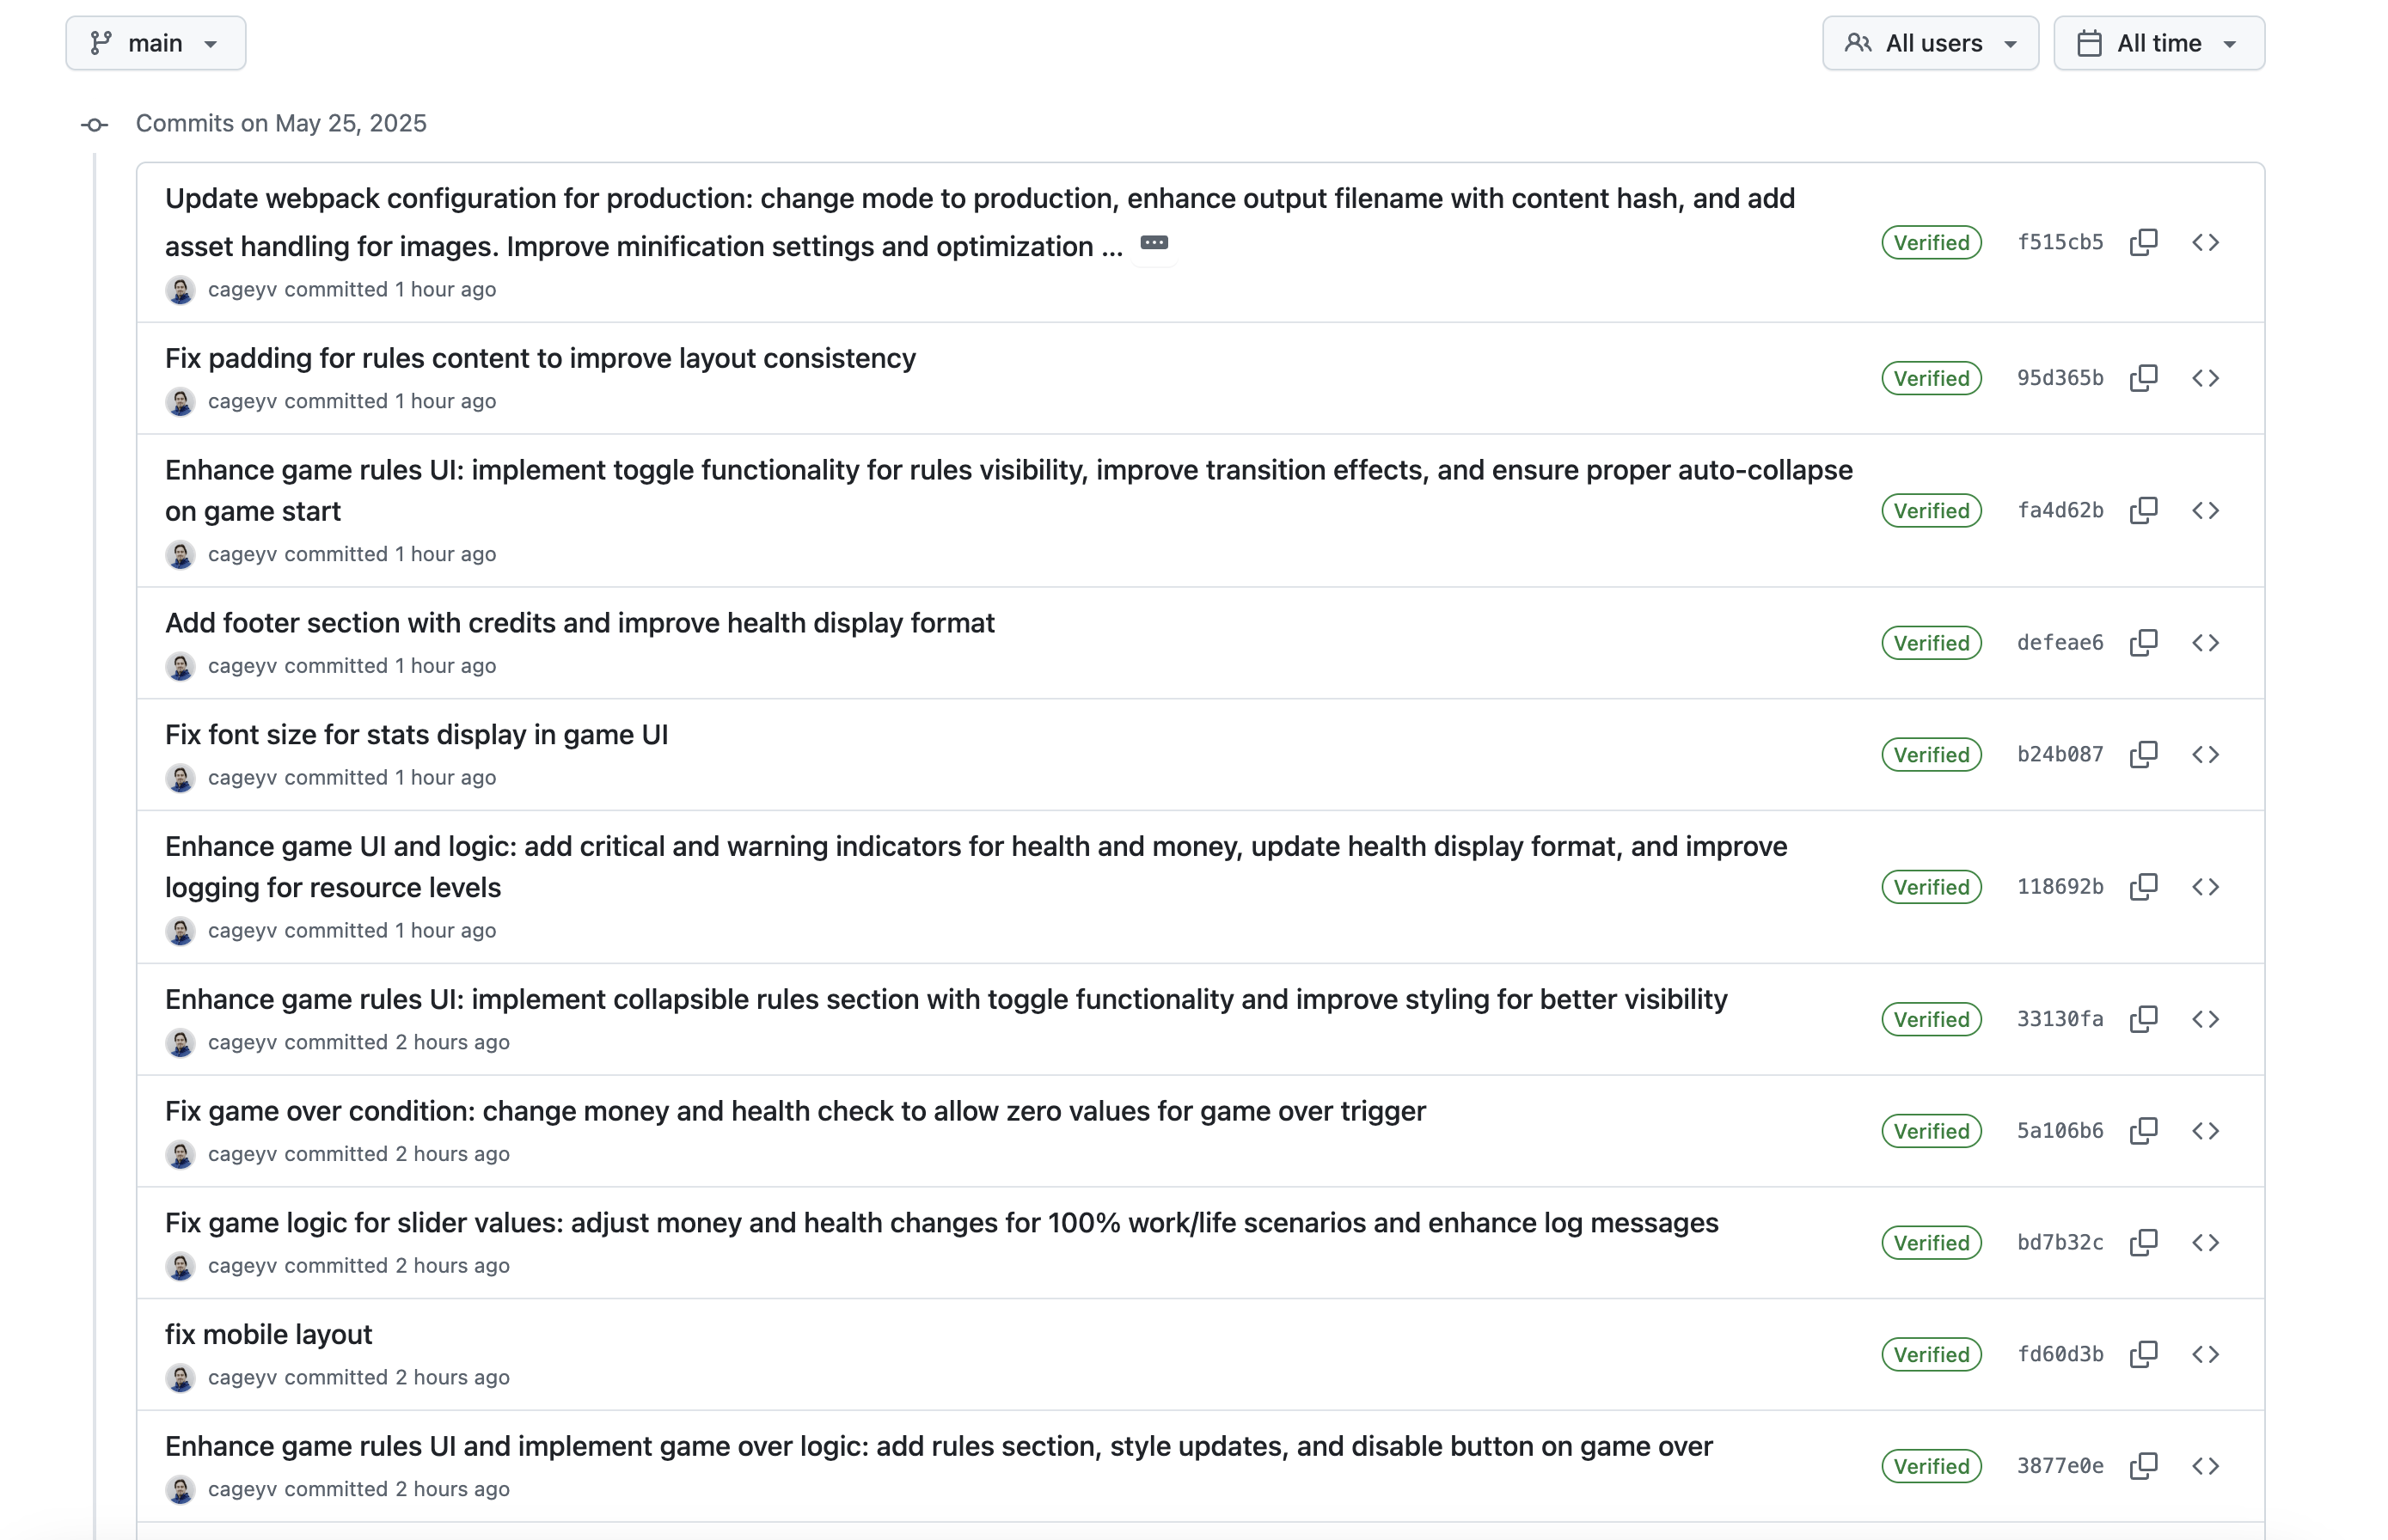 main
All users
All time
Commits on May 25, 2025
Update webpack configuration for production: change mode to production, enhance output filename with content hash, and add
asset handling for images. Improve minification settings and optimization ...
cageyv committed 1 hour ago
Verified
f515cb5
Fix padding for rules content to improve layout consistency
cageyv committed 1 hour ago
Verified
95d365b
Enhance game rules UI: implement toggle functionality for rules visibility, improve transition effects, and ensure proper auto-collapse
on game start
cageyv committed 1 hour ago
Verified
fa4d62b
Add footer section with credits and improve health display format
cageyv committed 1 hour ago
Verified
defeae6
Fix font size for stats display in game UI
cageyv committed 1 hour ago
Verified
b24b087
Enhance game UI and logic: add critical and warning indicators for health and money, update health display format, and improve
logging for resource levels
cageyv committed 1 hour ago
Verified
118692b
Enhance game rules UI: implement collapsible rules section with toggle functionality and improve styling for better visibility
cageyv committed 2 hours ago
Verified
33130fa
Fix game over condition: change money and health check to allow zero values for game over trigger
cageyv committed 2 hours ago
Verified
5a106b6
Fix game logic for slider values: adjust money and health changes for 100% work/life scenarios and enhance log messages
cageyv committed 2 hours ago
Verified
bd7b32c
fix mobile layout
cageyv committed 2 hours ago
Verified
fd60d3b
Enhance game rules UI and implement game over logic: add rules section, style updates, and disable button on game over
cageyv committed 2 hours ago
Verified
3877e0e